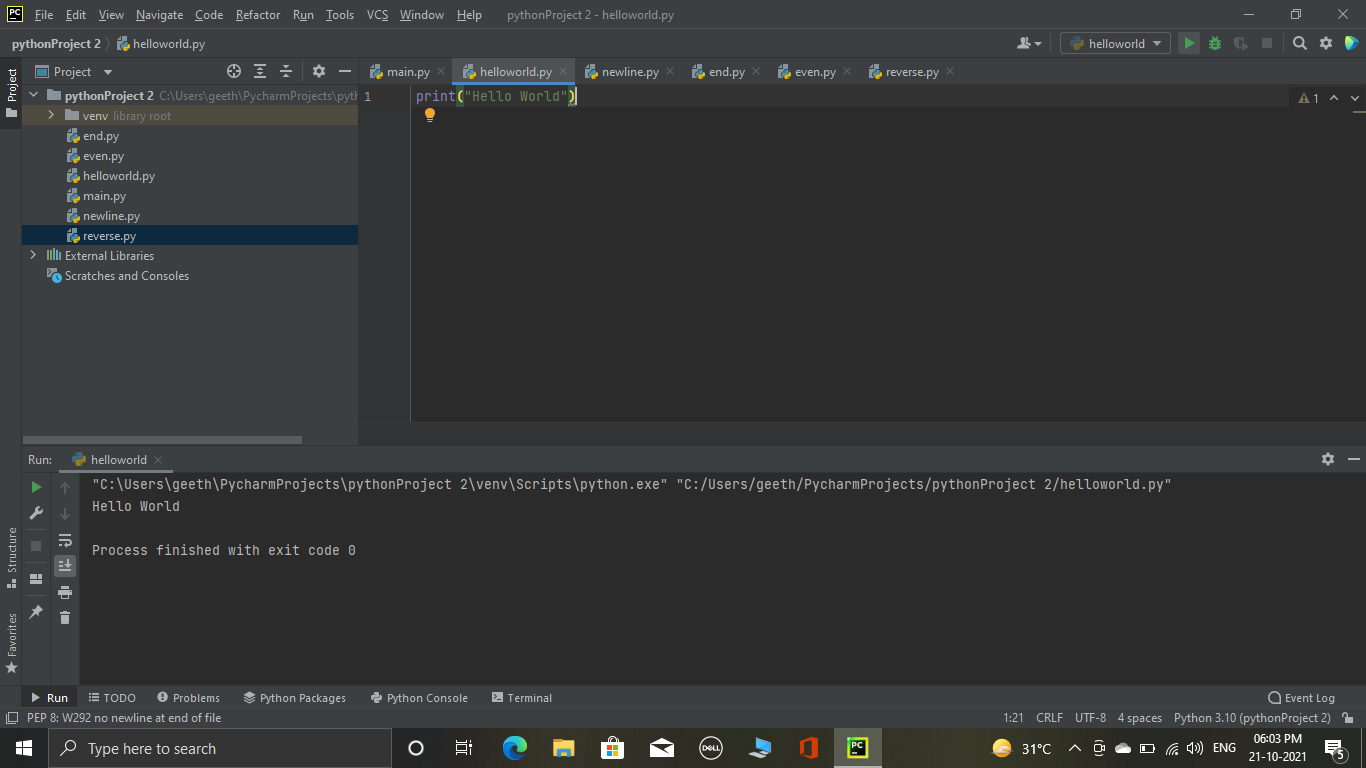 PC File Edit View Navigate Code Refactor Run Tools VCS Window Help pythonProject 2 - helloworld.py
pythonProject 2 helloworld.py helloworld
Project main.py helloworld.py newline.py end.py even.py reverse.py
Project
pythonProject 2 C:\Users\geeth\PycharmProjects\pyth
1 print("Hello World")
1
venv library root
end.py
even.py
helloworld.py
main.py
newline.py
reverse.py
External Libraries
Scratches and Consoles
Run: helloworld
"C:\Users\geeth\PycharmProjects\pythonProject 2\venv\Scripts\python.exe" "C:/Users/geeth/PycharmProjects/pythonProject 2/helloworld.py"
Hello World
Process finished with exit code 0
Structure
Favorites
Run TODO Problems Python Packages Python Console Terminal Event Log
PEP 8: W292 no newline at end of file 1:21 CRLF UTF-8 4 spaces Python 3.10 (pythonProject 2)
Type here to search DELL PC 31°C ENG 06:03 PM
21-10-2021 5